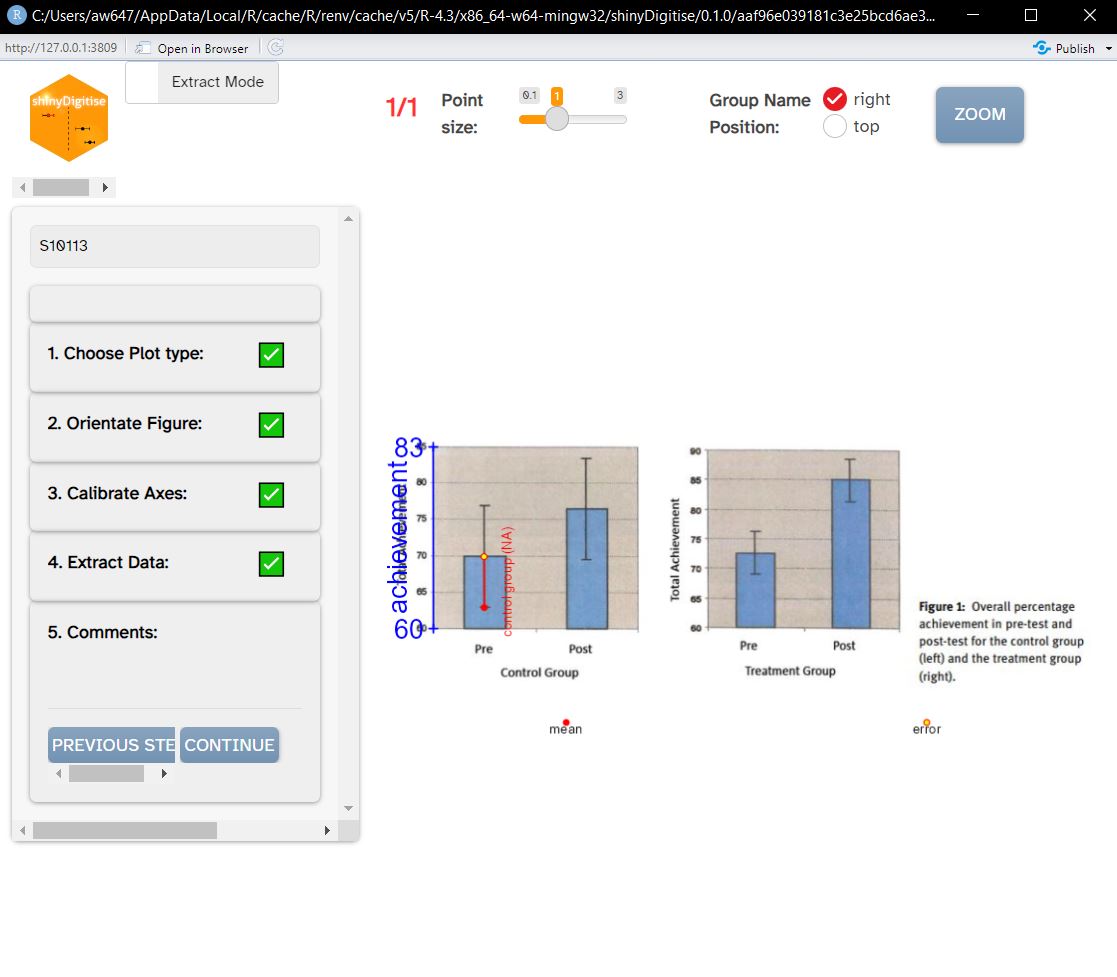 C:/Users/aw647/AppData/Local/R/cache/R/renv/cache/v5/R-4.3/x86_64-w64-mingw32/shinyDigitise/0.1.0/aaf96e039181c3e25bcd6ae3...
http://127.0.0.1:3809
Open in Browser
Publish
shinyDigitise
Extract Mode
1/1
Point size:
0.1
1
3
Group Name Position:
right
top
ZOOM
S10113
1. Choose Plot type:
2. Orientate Figure:
3. Calibrate Axes:
4. Extract Data:
5. Comments:
PREVIOUS STE
CONTINUE
83
achievement
60
80
75
70
65
control group (NA)
Pre
Post
Control Group
90
85
80
75
70
65
60
Total Achievement
Pre
Post
Treatment Group
Figure 1: Overall percentage
achievement in pre-test and
post-test for the control group
(left) and the treatment group
(right).
mean
error